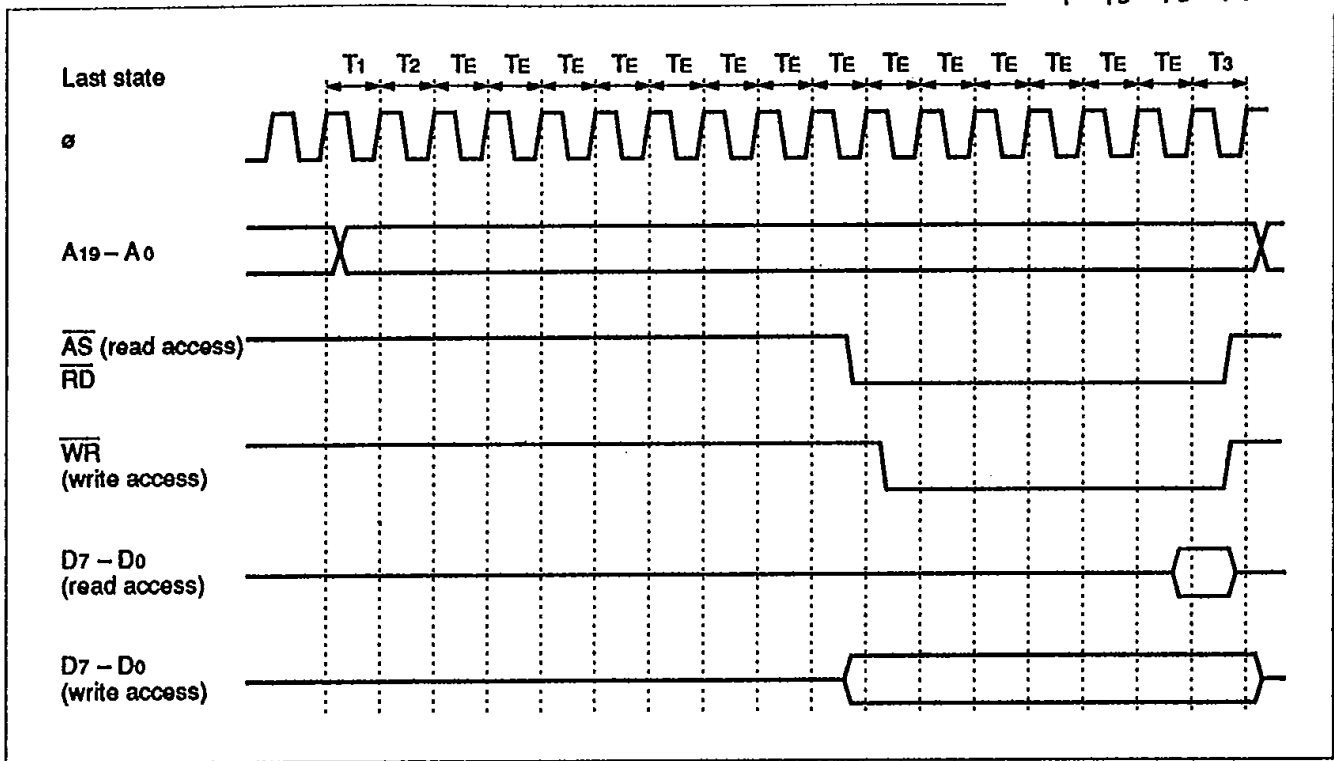 Last state T1 T2 TE TE TE TE TE TE TE TE TE TE TE TE TE TE T3
ø
A19 – A0
AS (read access)
RD
WR
(write access)
D7 – D0
(read access)
D7 – D0
(write access)